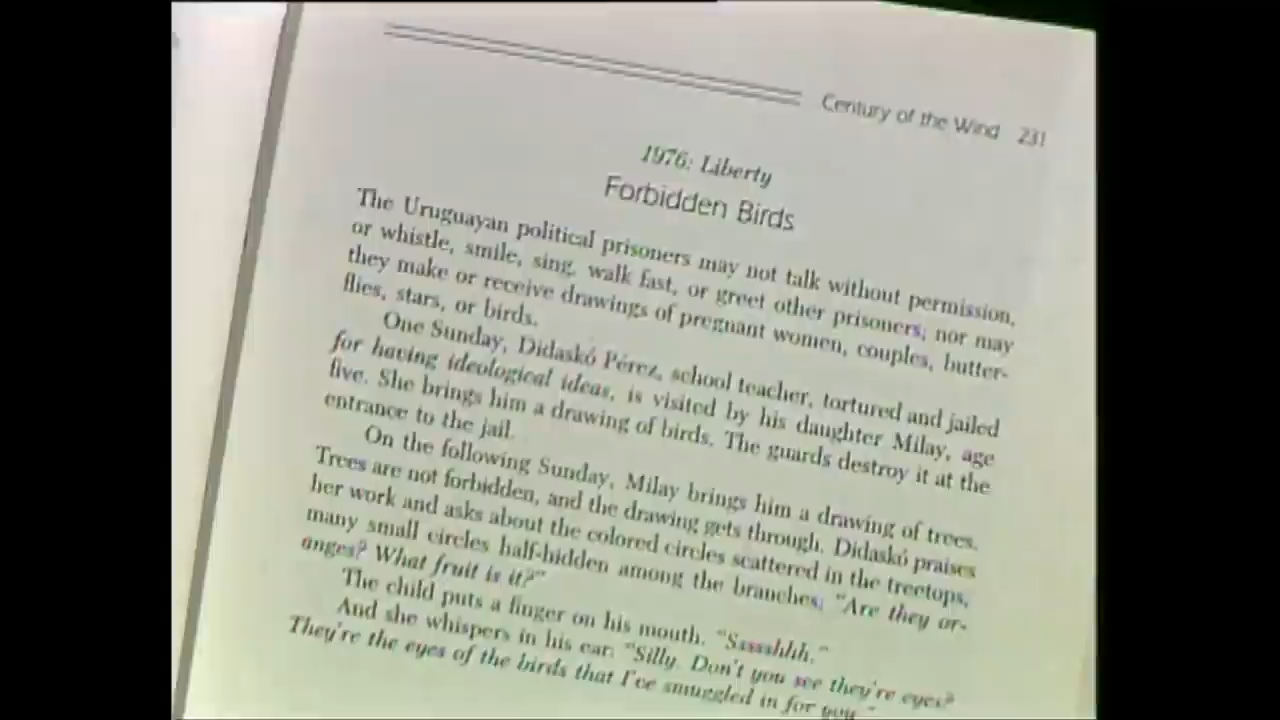 Century of the Wind 231
1976: Liberty
Forbidden Birds
The Uruguayan political prisoners may not talk without permission,
or whistle, smile, sing, walk fast, or greet other prisoners; nor may
they make or receive drawings of pregnant women, couples, butter-
flies, stars, or birds.
One Sunday, Didaskó Pérez, school teacher, tortured and jailed
for having ideological ideas, is visited by his daughter Milay, age
five. She brings him a drawing of birds. The guards destroy it at the
entrance to the jail.
On the following Sunday, Milay brings him a drawing of trees.
Trees are not forbidden, and the drawing gets through. Didaskó praises
her work and asks about the colored circles scattered in the treetops,
many small circles half-hidden among the branches: "Are they or-
anges? What fruit is it?"
The child puts a finger on his mouth. "Ssssshhh."
And she whispers in his ear: "Silly. Don't you see they're eyes?
They're the eyes of the birds that I've smuggled in for you."